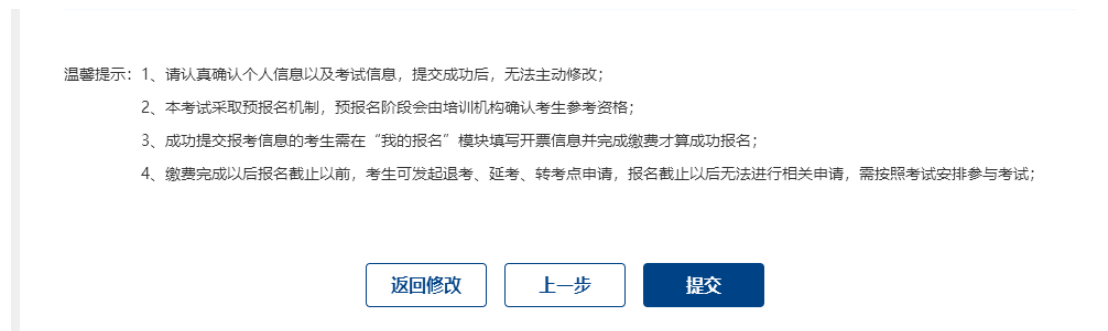 温馨提示：1、请认真确认个人信息以及考试信息，提交成功后，无法主动修改；
2、本考试采取预报名机制，预报名阶段会由培训机构确认考生参考资格；
3、成功提交报考信息的考生需在“我的报名”模块填写开票信息并完成缴费才算成功报名；
4、缴费完成以后报名截止以前，考生可发起退考、延考、转考点申请，报名截止以后无法进行相关申请，需按照考试安排参与考试；
返回修改 上一步 提交